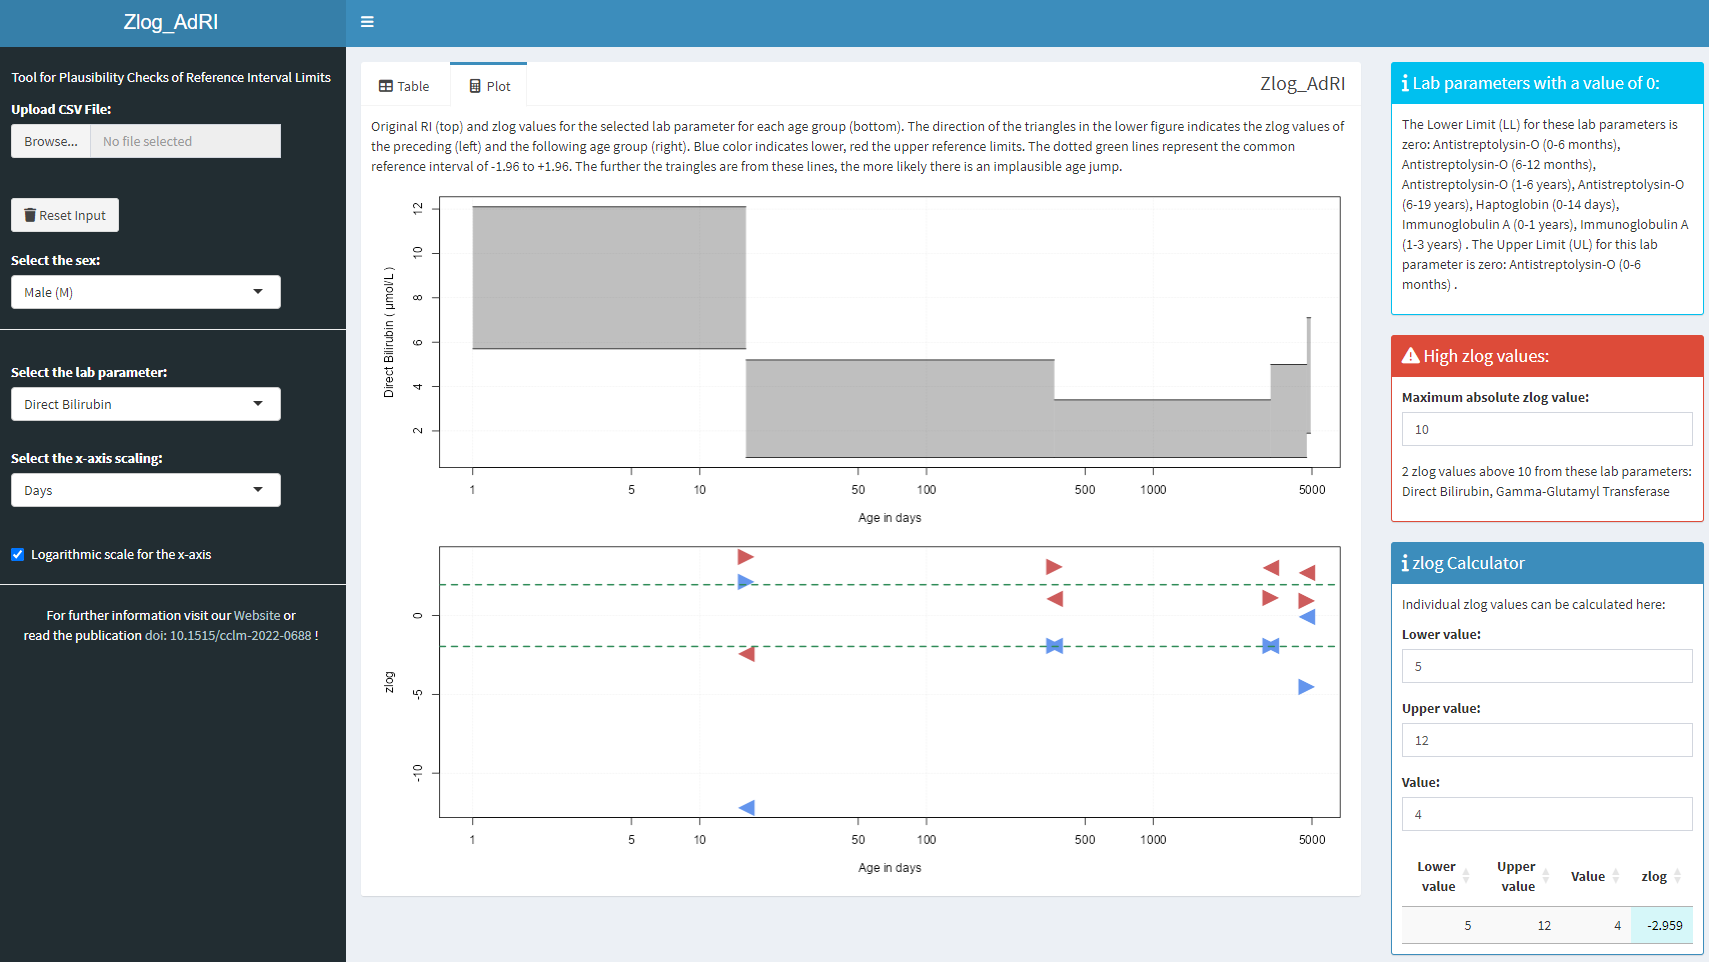 Zlog_AdRI
Tool for Plausibility Checks of Reference Interval Limits
Upload CSV File:
Browse... No file selected
Reset Input
Select the sex:
Male (M)
Select the lab parameter:
Direct Bilirubin
Select the x-axis scaling:
Days
Logarithmic scale for the x-axis
For further information visit our Website or
read the publication doi: 10.1515/cclm-2022-0688 !
Table Plot Zlog_AdRI
Original RI (top) and zlog values for the selected lab parameter for each age group (bottom). The direction of the triangles in the lower figure indicates the zlog values of
the preceding (left) and the following age group (right). Blue color indicates lower, red the upper reference limits. The dotted green lines represent the common
reference interval of -1.96 to +1.96. The further the traingles are from these lines, the more likely there is an implausible age jump.
Direct Bilirubin ( µmol/L )
12
10
8
6
4
2
1 5 10 50 100 500 1000 5000
Age in days
zlog
0
-5
-10
1 5 10 50 100 500 1000 5000
Age in days
Lab parameters with a value of 0:
The Lower Limit (LL) for these lab parameters is
zero: Antistreptolysin-O (0-6 months),
Antistreptolysin-O (6-12 months),
Antistreptolysin-O (1-6 years), Antistreptolysin-O
(6-19 years), Haptoglobin (0-14 days),
Immunoglobulin A (0-1 years), Immunoglobulin A
(1-3 years) . The Upper Limit (UL) for this lab
parameter is zero: Antistreptolysin-O (0-6
months) .
High zlog values:
Maximum absolute zlog value:
10
2 zlog values above 10 from these lab parameters:
Direct Bilirubin, Gamma-Glutamyl Transferase
zlog Calculator
Individual zlog values can be calculated here:
Lower value:
5
Upper value:
12
Value:
4
Lower value Upper value Value zlog
5 12 4 -2.959